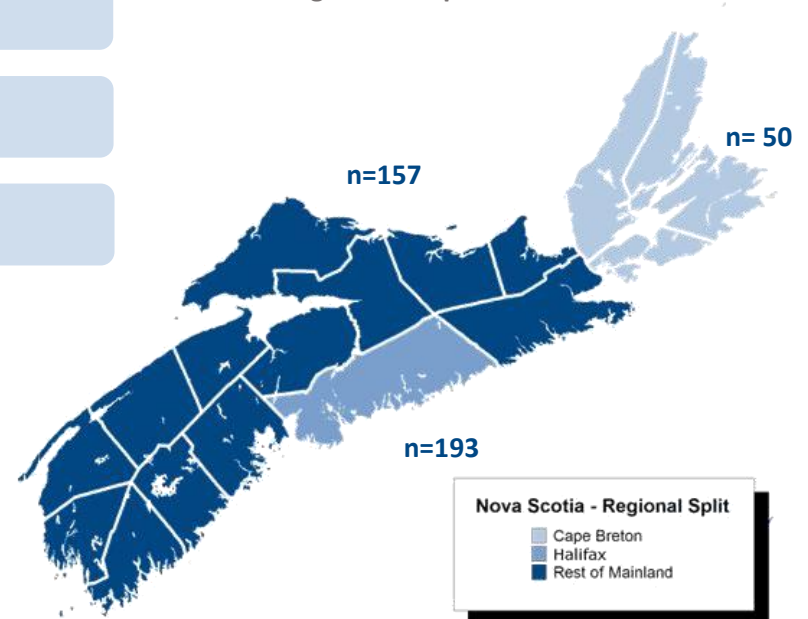 n= 50
n=157
n=193
Nova Scotia - Regional Split
Cape Breton
Halifax
Rest of Mainland